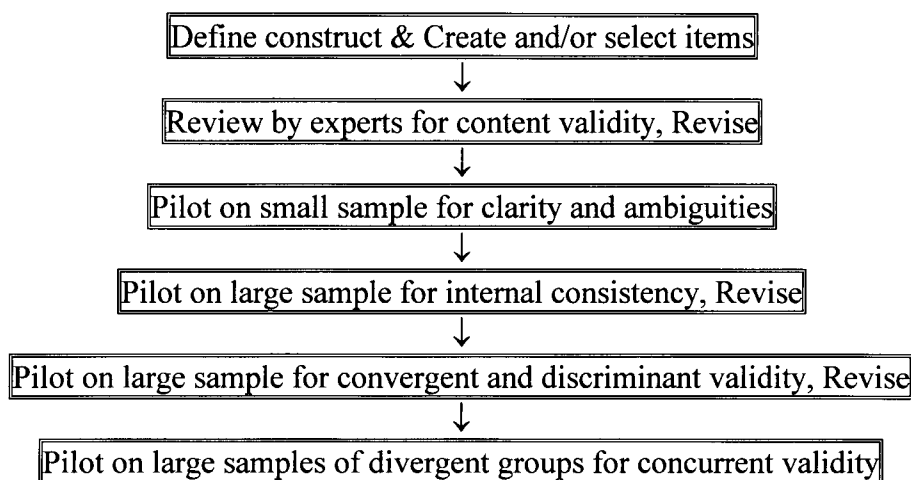 Define construct & Create and/or select items
↓
Review by experts for content validity, Revise
↓
Pilot on small sample for clarity and ambiguities
↓
Pilot on large sample for internal consistency, Revise
↓
Pilot on large sample for convergent and discriminant validity, Revise
↓
Pilot on large samples of divergent groups for concurrent validity